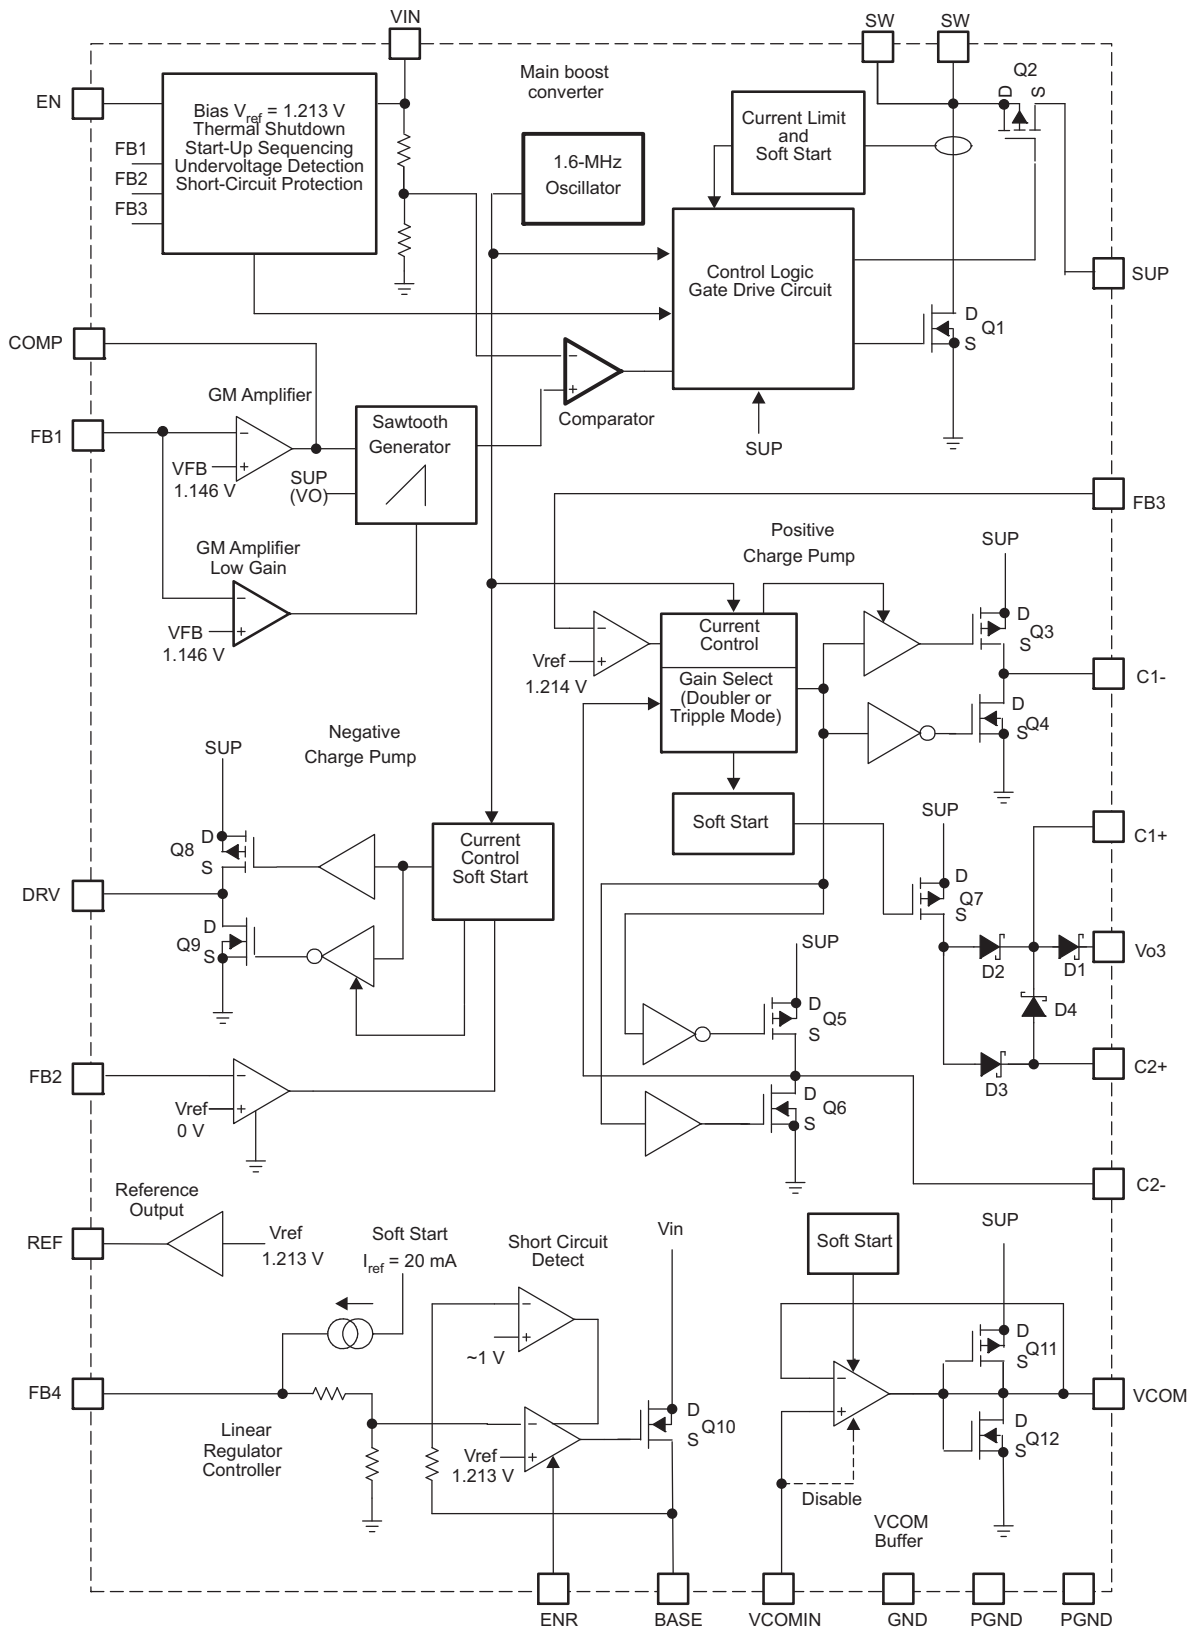 VIN
SW
SW
EN
Bias Vref = 1.213 V
Thermal Shutdown
Start-Up Sequencing
Undervoltage Detection
Short-Circuit Protection
FB1
FB2
FB3
Main boost
converter
1.6-MHz
Oscillator
Current Limit
and
Soft Start
Q2
D
S
Control Logic
Gate Drive Circuit
SUP
D
Q1
S
COMP
GM Amplifier
FB1
−
+
VFB
1.146 V
Sawtooth
Generator
SUP
(VO)
−
+
Comparator
SUP
GM Amplifier
Low Gain
−
+
VFB
1.146 V
FB3
Positive
Charge Pump
SUP
−
+
Vref
1.214 V
Current
Control
Gain Select
(Doubler or
Tripple Mode)
D
Q3
S
C1-
D
Q4
S
Negative
Charge Pump
SUP
Soft Start
SUP
C1+
D
Q8
S
Current
Control
Soft Start
DRV
D
Q9
S
D
Q7
S
D2
D1
Vo3
SUP
D4
D
Q5
S
D3
C2+
FB2
−
+
Vref
0 V
D
Q6
S
C2-
Reference
Output
REF
Vref
1.213 V
Soft Start
Iref = 20 mA
Short Circuit
Detect
−
+
~1 V
Vin
Soft Start
SUP
D
Q11
S
FB4
Linear
Regulator
Controller
−
+
Vref
1.213 V
D
Q10
S
−
+
VCOM
D
Q12
S
Disable
VCOM
Buffer
ENR
BASE
VCOMIN
GND
PGND
PGND